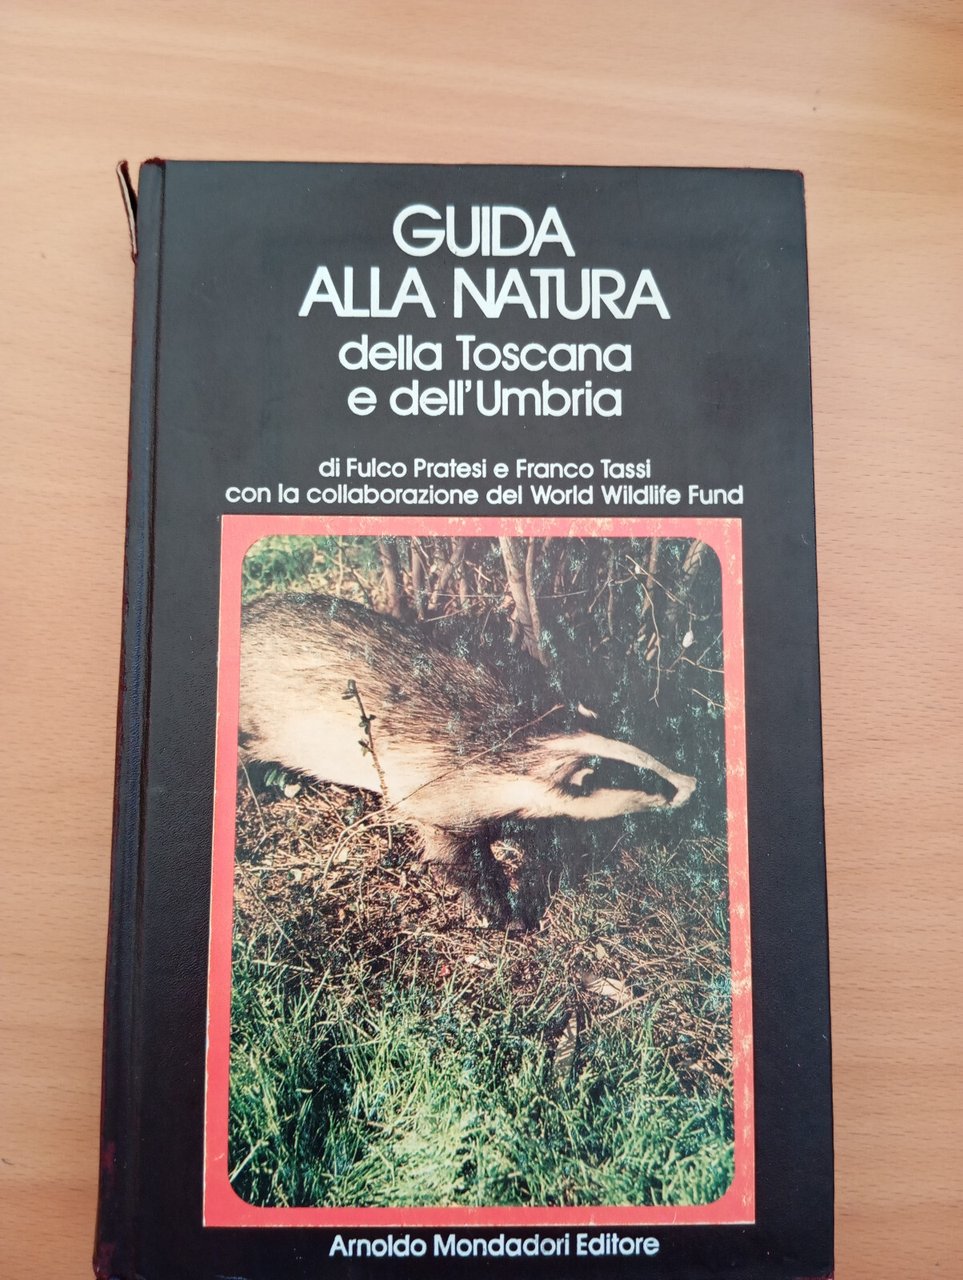 GUIDA
ALLA NATURA
della Toscana
e dell'Umbria
di Fulco Pratesi e Franco Tassi
con la collaborazione del World Wildlife Fund
Arnoldo Mondadori Editore